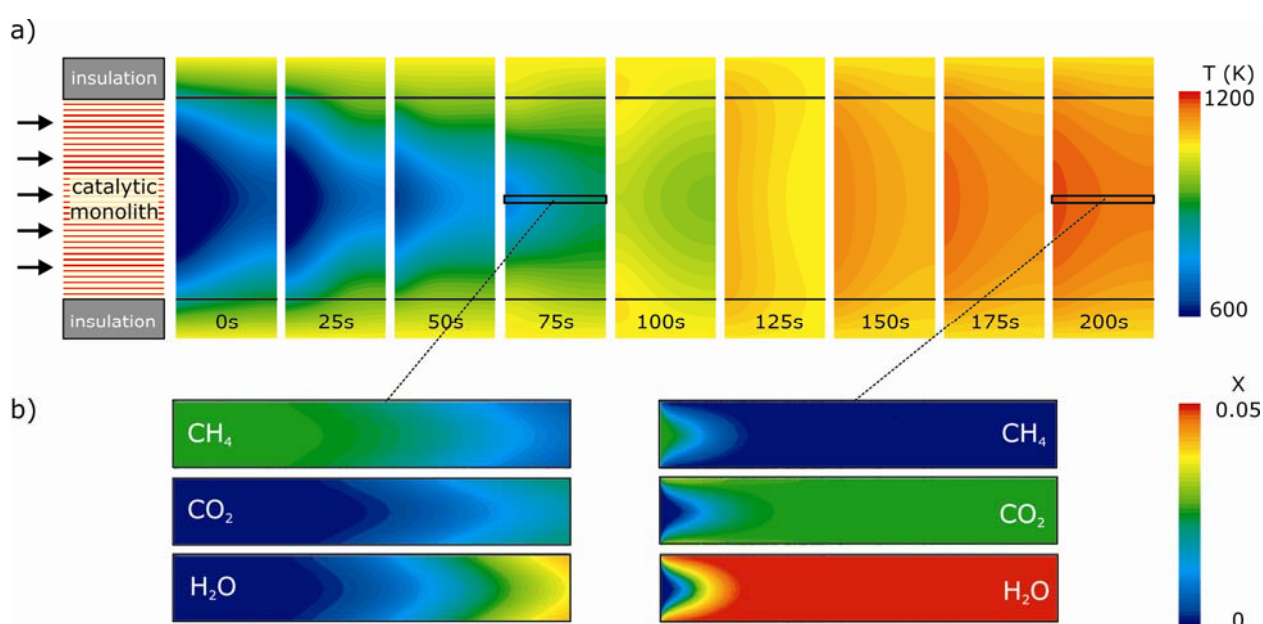 a)
insulation
catalytic
monolith
insulation
0s 25s 50s 75s 100s 125s 150s 175s 200s
T (K)
1200
600
b)
CH₄
CO₂
H₂O
CH₄
CO₂
H₂O
X
0.05
0